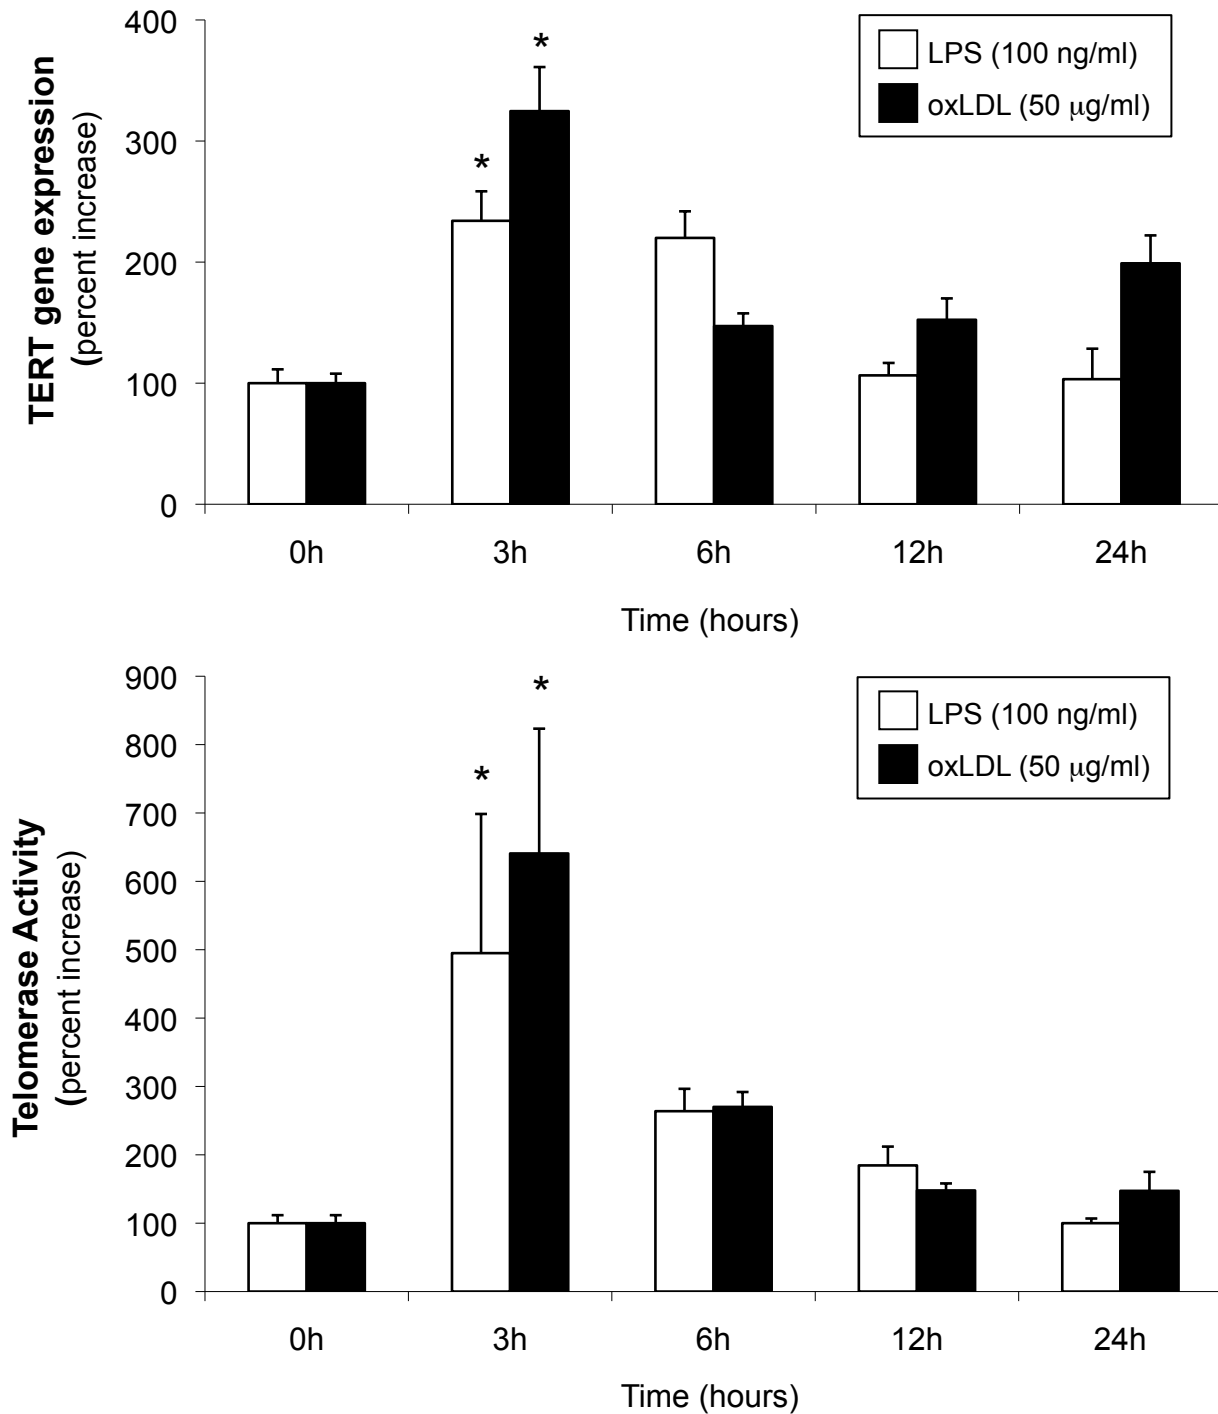 TERT gene expression
(percent increase)
400
300
200
100
0
*
*
LPS (100 ng/ml)
oxLDL (50 μg/ml)
0h
3h
6h
12h
24h
Time (hours)
Telomerase Activity
(percent increase)
900
800
700
600
500
400
300
200
100
0
*
*
LPS (100 ng/ml)
oxLDL (50 μg/ml)
0h
3h
6h
12h
24h
Time (hours)